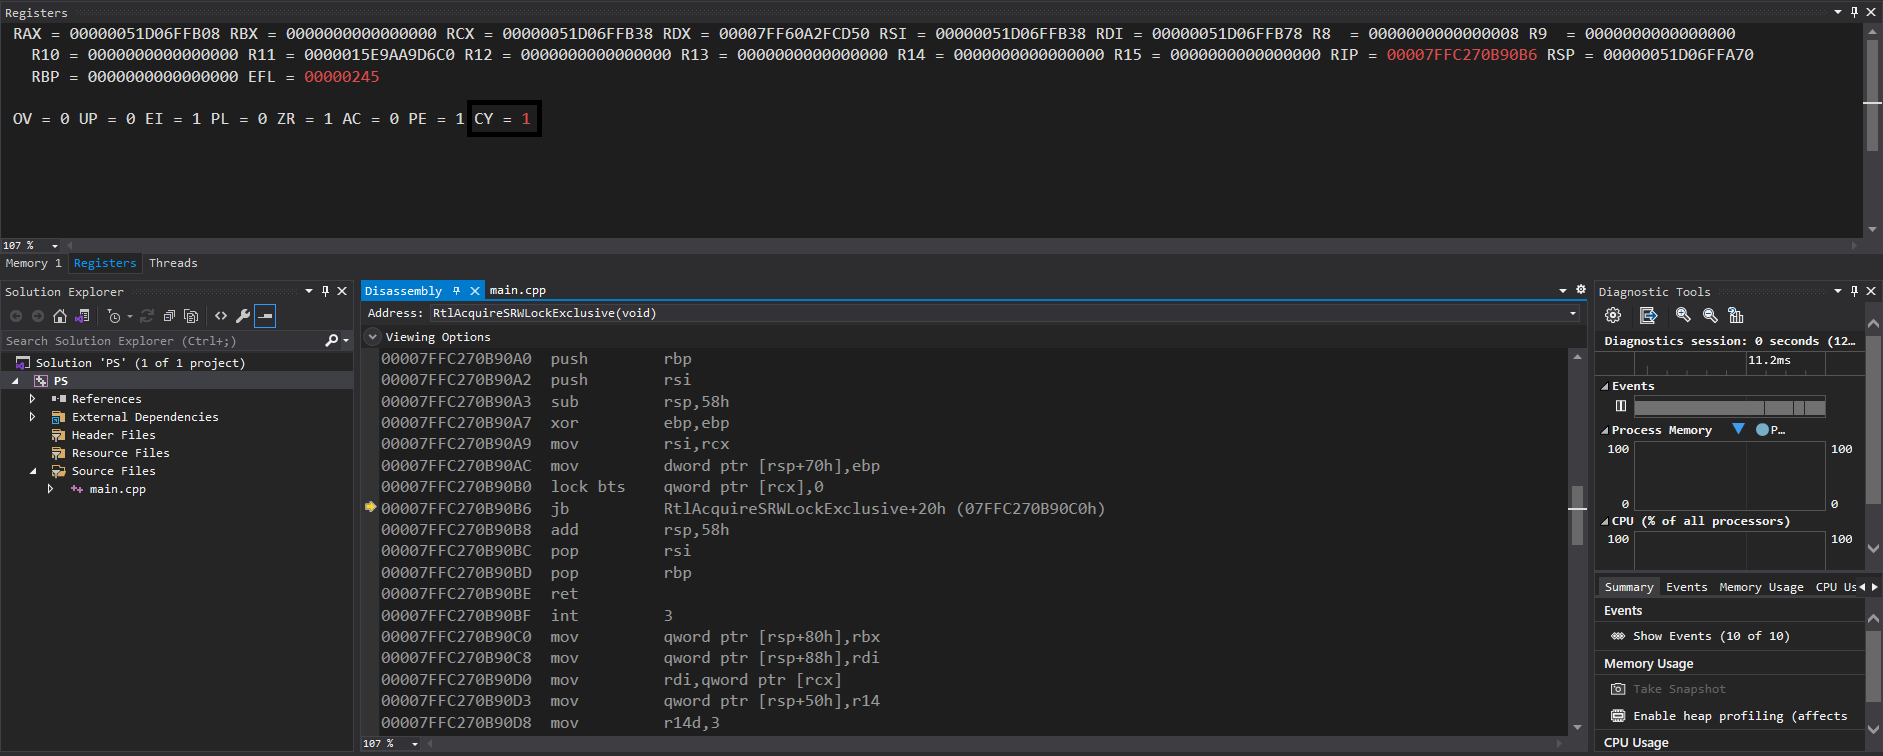 Registers
RAX = 00000051D06FFB08 RBX = 0000000000000000 RCX = 00000051D06FFB38 RDX = 00007FF60A2FCD50 RSI = 00000051D06FFB38 RDI = 00000051D06FFB78 R8  = 0000000000000008 R9  = 0000000000000000
R10 = 0000000000000000 R11 = 0000015E9AA9D6C0 R12 = 0000000000000000 R13 = 0000000000000000 R14 = 0000000000000000 R15 = 0000000000000000 RIP = 00007FFC270B90B6 RSP = 00000051D06FFA70
RBP = 0000000000000000 EFL = 00000245
OV = 0 UP = 0 EI = 1 PL = 0 ZR = 1 AC = 0 PE = 1 CY = 1
107 %
Memory 1 Registers Threads
Solution Explorer
Search Solution Explorer (Ctrl+;)
Solution 'PS' (1 of 1 project)
PS
References
External Dependencies
Header Files
Resource Files
Source Files
main.cpp
Disassembly main.cpp
Address: RtlAcquireSRWLockExclusive(void)
Viewing Options
00007FFC270B90A0 push rbp
00007FFC270B90A2 push rsi
00007FFC270B90A3 sub rsp,58h
00007FFC270B90A7 xor ebp,ebp
00007FFC270B90A9 mov rsi,rcx
00007FFC270B90AC mov dword ptr [rsp+70h],ebp
00007FFC270B90B0 lock bts qword ptr [rcx],0
00007FFC270B90B6 jb RtlAcquireSRWLockExclusive+20h (07FFC270B90C0h)
00007FFC270B90B8 add rsp,58h
00007FFC270B90BC pop rsi
00007FFC270B90BD pop rbp
00007FFC270B90BE ret
00007FFC270B90BF int 3
00007FFC270B90C0 mov qword ptr [rsp+80h],rbx
00007FFC270B90C8 mov qword ptr [rsp+88h],rdi
00007FFC270B90D0 mov rdi,qword ptr [rcx]
00007FFC270B90D3 mov qword ptr [rsp+50h],r14
00007FFC270B90D8 mov r14d,3
107 %
Diagnostic Tools
Diagnostics session: 0 seconds (12…
11.2ms
Events
Process Memory P…
100 100
0 0
CPU (% of all processors)
100 100
Summary Events Memory Usage CPU Us
Events
Show Events (10 of 10)
Memory Usage
Take Snapshot
Enable heap profiling (affects
CPU Usage